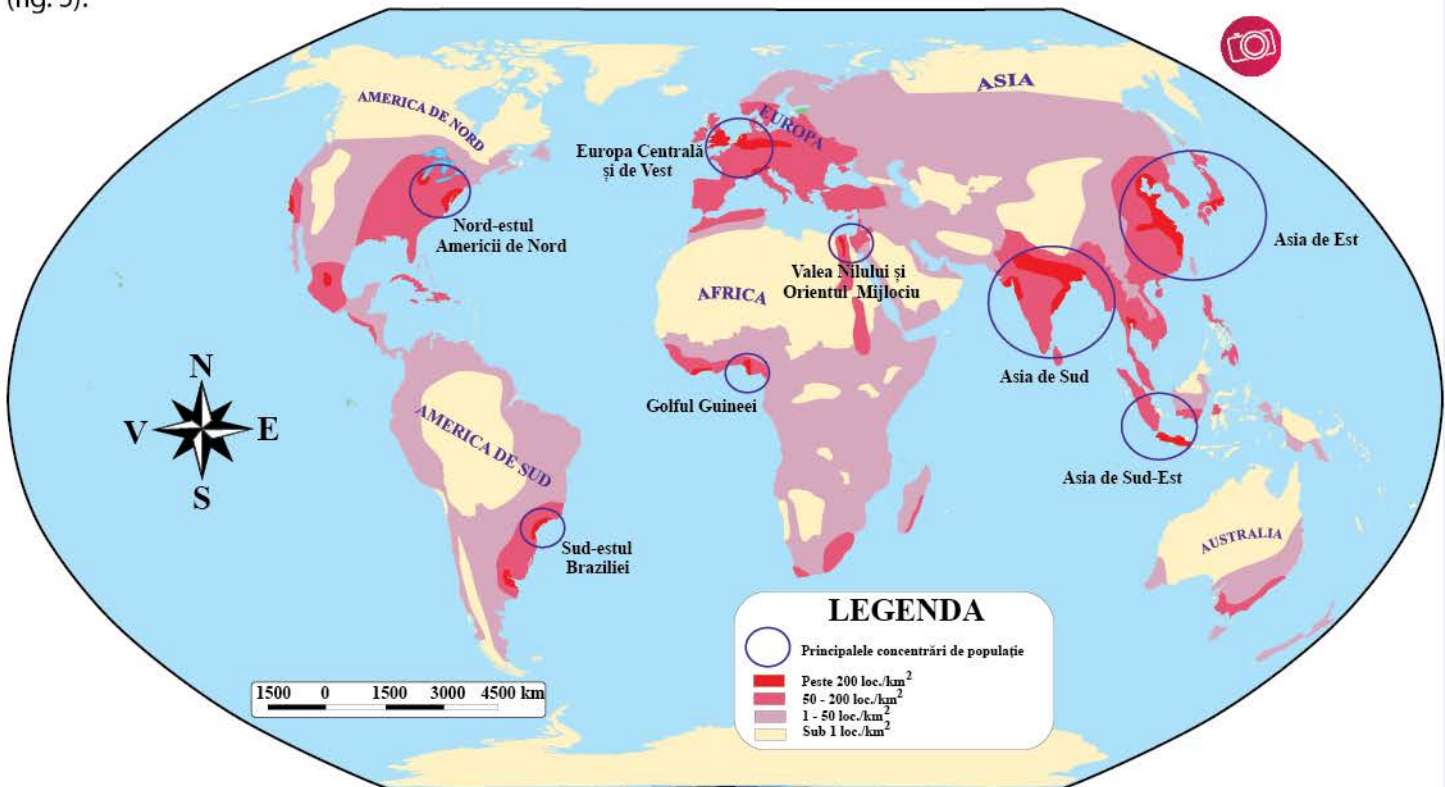 (fig. 5).
ASIA
AMERICA DE NORD
EUROPA
Europa Centrală
și de Vest
Nord-estul
Americii de Nord
Asia de Est
Valea Nilului și
Orientul Mijlociu
AFRICA
Asia de Sud
Golful Guineei
N
V
E
S
AMERICA DE SUD
Asia de Sud-Est
Sud-estul
Braziliei
AUSTRALIA
LEGENDA
Principalele concentrări de populație
Peste 200 loc./km²
50 - 200 loc./km²
1 - 50 loc./km²
Sub 1 loc./km²
1500 0 1500 3000 4500 km